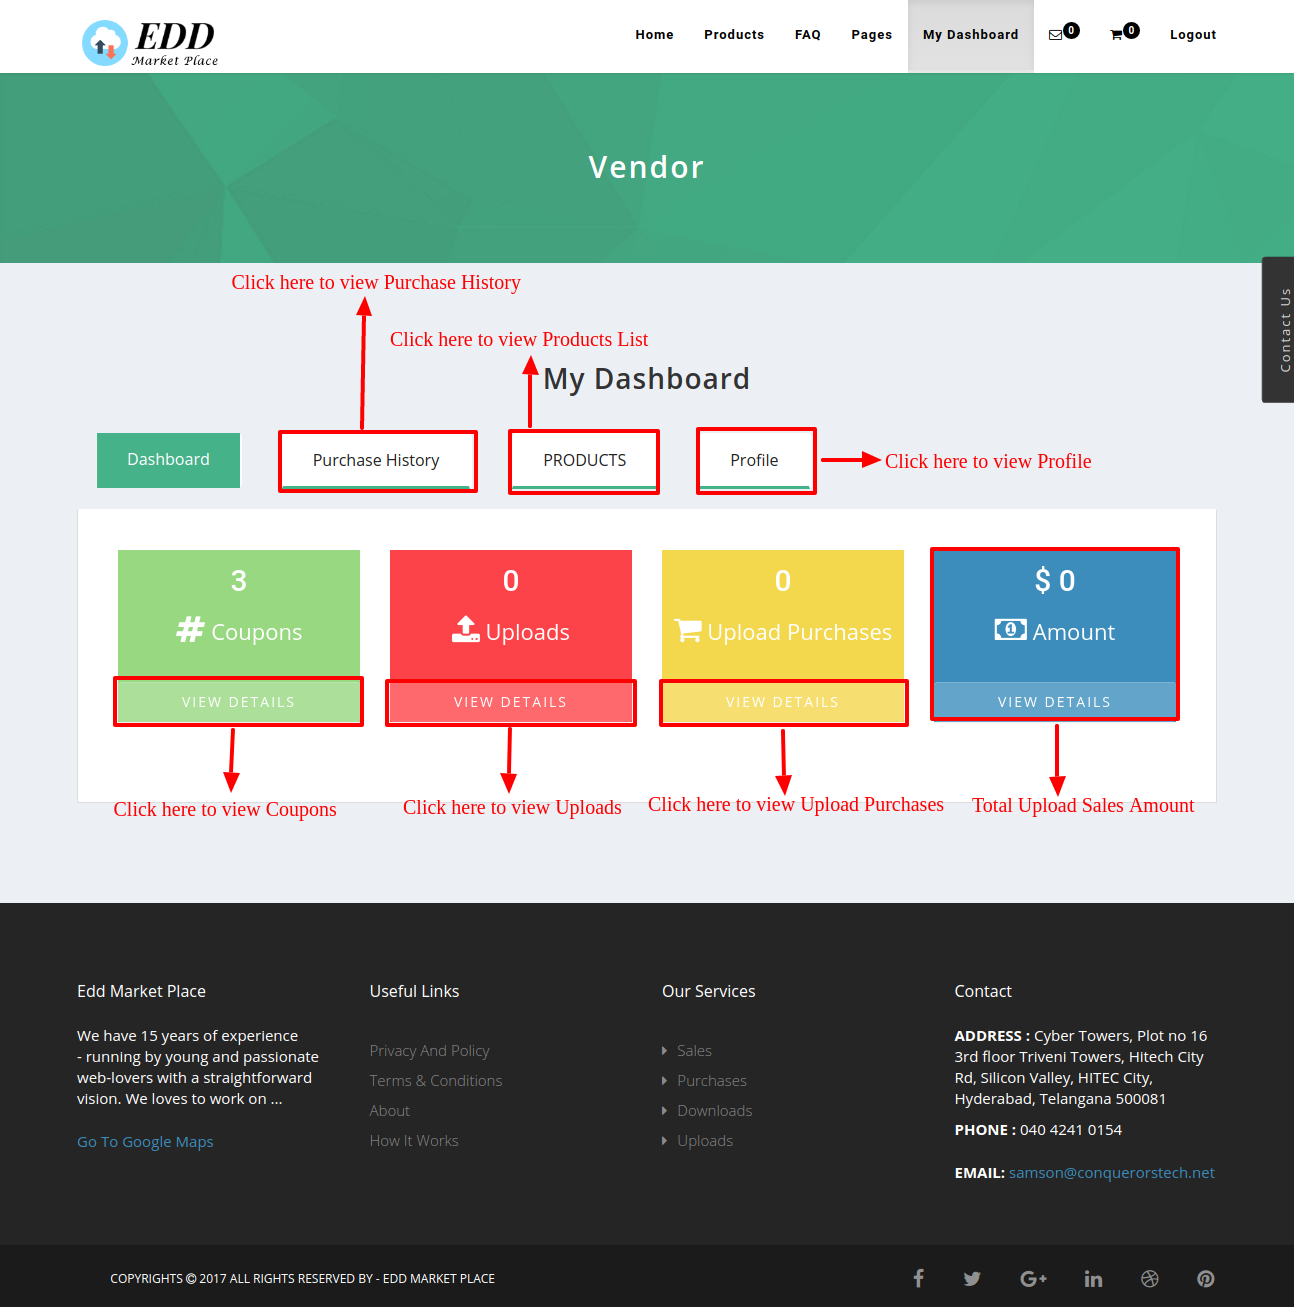 EDD
Market Place
Home Products FAQ Pages My Dashboard 0 0 Logout
Vendor
Contact Us
Click here to view Purchase History
Click here to view Products List
My Dashboard
Dashboard Purchase History PRODUCTS Profile
Click here to view Profile
3 0 0 $ 0
Coupons Uploads Upload Purchases Amount
VIEW DETAILS VIEW DETAILS VIEW DETAILS VIEW DETAILS
Click here to view Coupons Click here to view Uploads Click here to view Upload Purchases Total Upload Sales Amount
Edd Market Place
We have 15 years of experience
- running by young and passionate
web-lovers with a straightforward
vision. We loves to work on ...
Go To Google Maps
Useful Links
Privacy And Policy
Terms & Conditions
About
How It Works
Our Services
Sales
Purchases
Downloads
Uploads
Contact
ADDRESS : Cyber Towers, Plot no 16
3rd floor Triveni Towers, Hitech City
Rd, Silicon Valley, HITEC City,
Hyderabad, Telangana 500081
PHONE : 040 4241 0154
EMAIL: samson@conquerorstech.net
COPYRIGHTS © 2017 ALL RIGHTS RESERVED BY - EDD MARKET PLACE